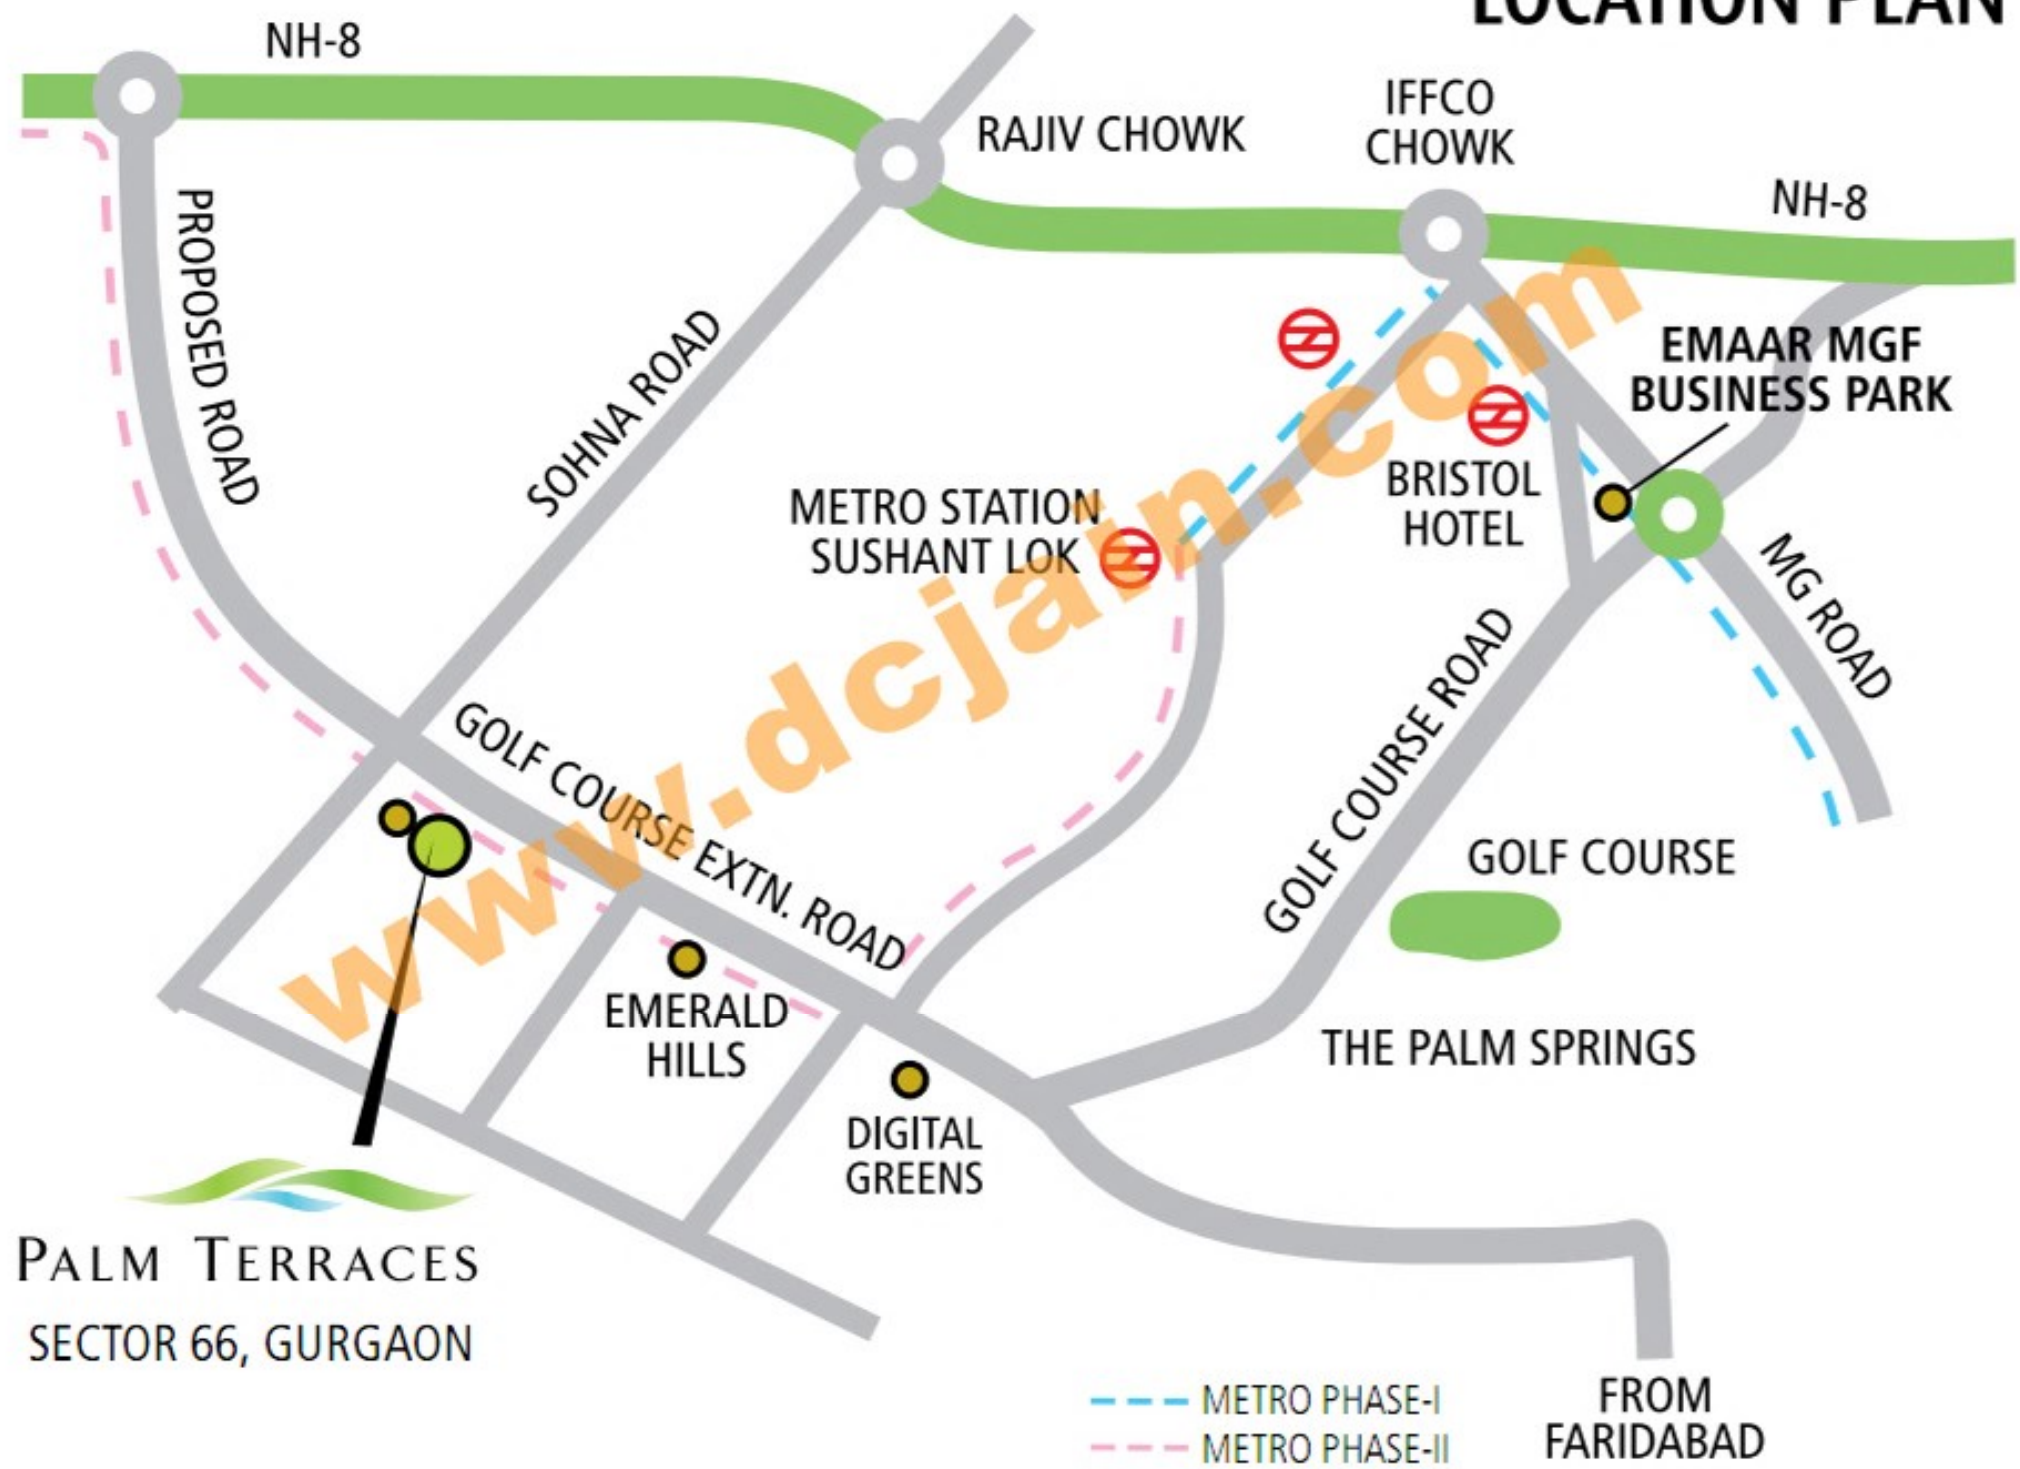 LOCATION PLAN
NH-8
RAJIV CHOWK
IFFCO
CHOWK
NH-8
PROPOSED ROAD
SOHNA ROAD
EMAAR MGF
BUSINESS PARK
METRO STATION
SUSHANT LOK
BRISTOL
HOTEL
MG ROAD
www.dcjain.com
GOLF COURSE EXTN. ROAD
GOLF COURSE ROAD
GOLF COURSE
EMERALD
HILLS
THE PALM SPRINGS
DIGITAL
GREENS
PALM TERRACES
SECTOR 66, GURGAON
METRO PHASE-I
METRO PHASE-II
FROM
FARIDABAD